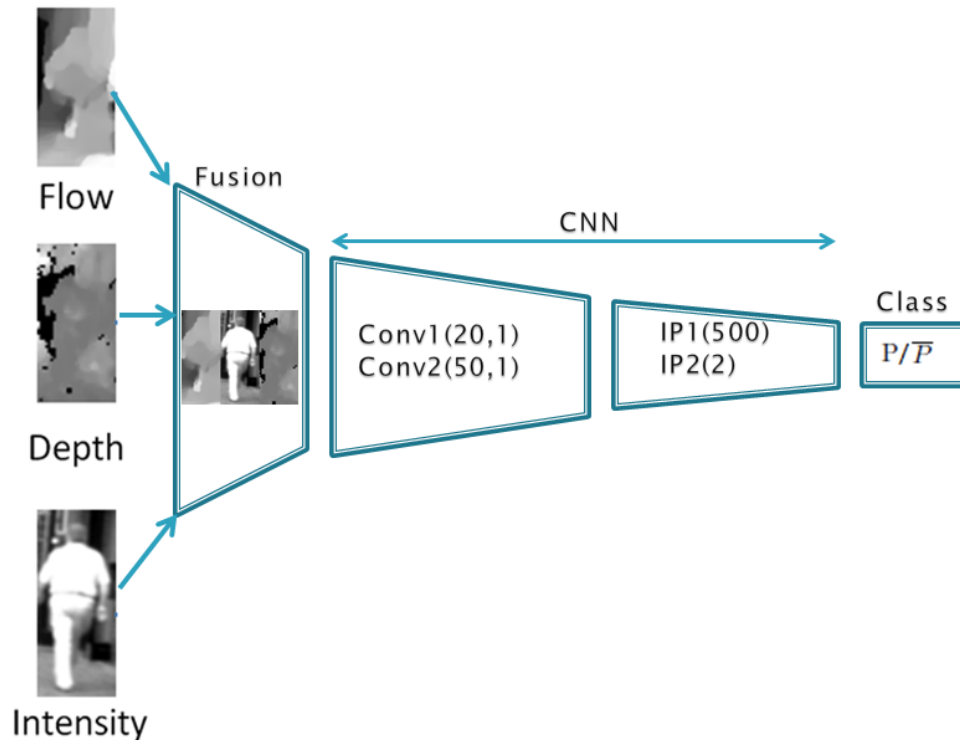 Flow
Fusion
Depth
Intensity
CNN
Conv1(20,1)
Conv2(50,1)
IP1(500)
IP2(2)
Class
P/P̅